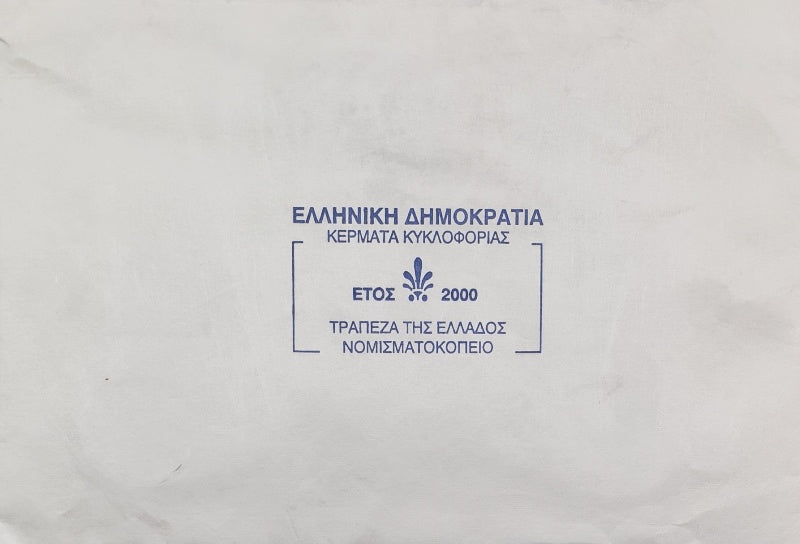 ΕΛΛΗΝΙΚΗ ΔΗΜΟΚΡΑΤΙΑ
ΚΕΡΜΑΤΑ ΚΥΚΛΟΦΟΡΙΑΣ
ΕΤΟΣ 2000
ΤΡΑΠΕΖΑ ΤΗΣ ΕΛΛΑΔΟΣ
ΝΟΜΙΣΜΑΤΟΚΟΠΕΙΟ